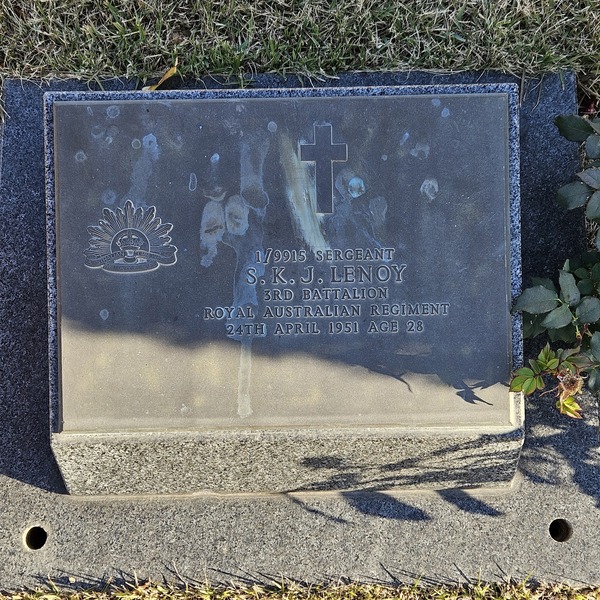 1/9915 SERGEANT
S. K. J. LENOY
3RD BATTALION
ROYAL AUSTRALIAN REGIMENT
24TH APRIL 1951 AGE 28